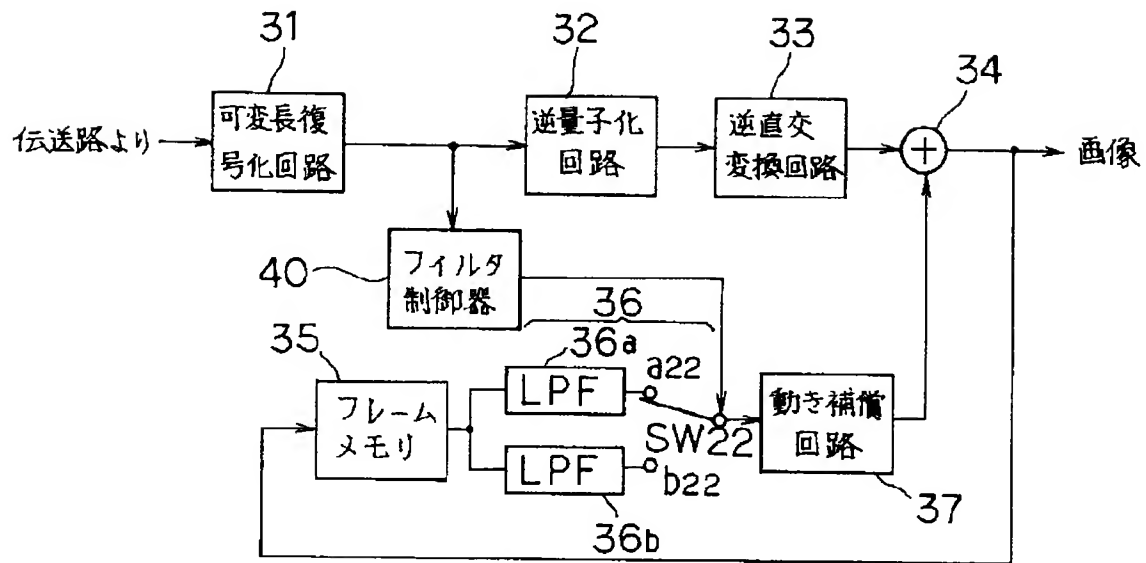 31
32
33
34
伝送路より
可変長復
号化回路
逆量子化
回路
逆直交
変換回路
+
画像
40
フィルタ
制御器
36
36a
a22
35
フレーム
メモリ
LPF
SW22
動き補償
回路
LPF
b22
36b
37